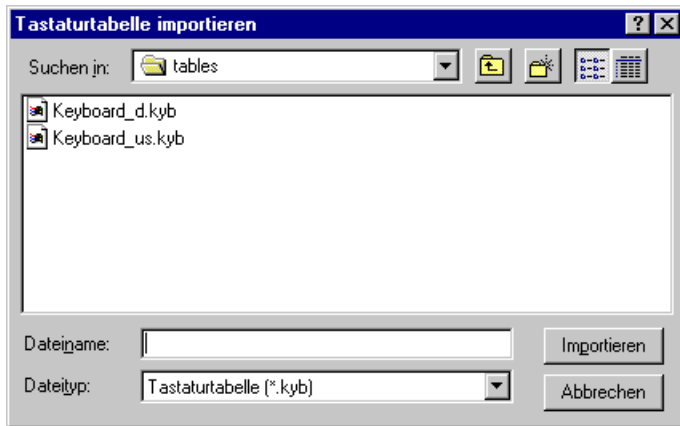 Tastaturtabelle importieren
Suchen in: tables
Keyboard_d.kyb
Keyboard_us.kyb
Dateiname: Importieren
Dateityp: Tastaturtabelle (*.kyb) Abbrechen